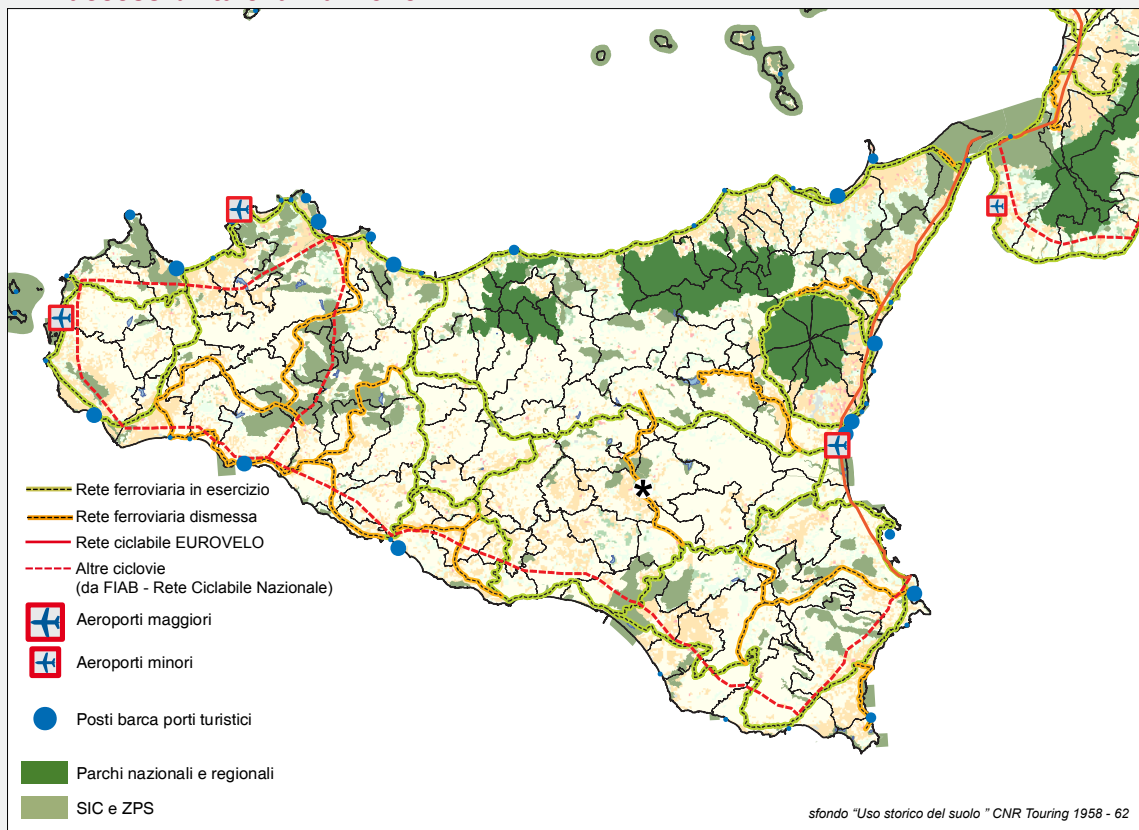 Rete ferroviaria in esercizio
Rete ferroviaria dismessa
Rete ciclabile EUROVELO
Altre ciclovie
(da FIAB - Rete Ciclabile Nazionale)
Aeroporti maggiori
Aeroporti minori
Posti barca porti turistici
Parchi nazionali e regionali
SIC e ZPS
*
sfondo “Uso storico del suolo ” CNR Touring 1958 - 62